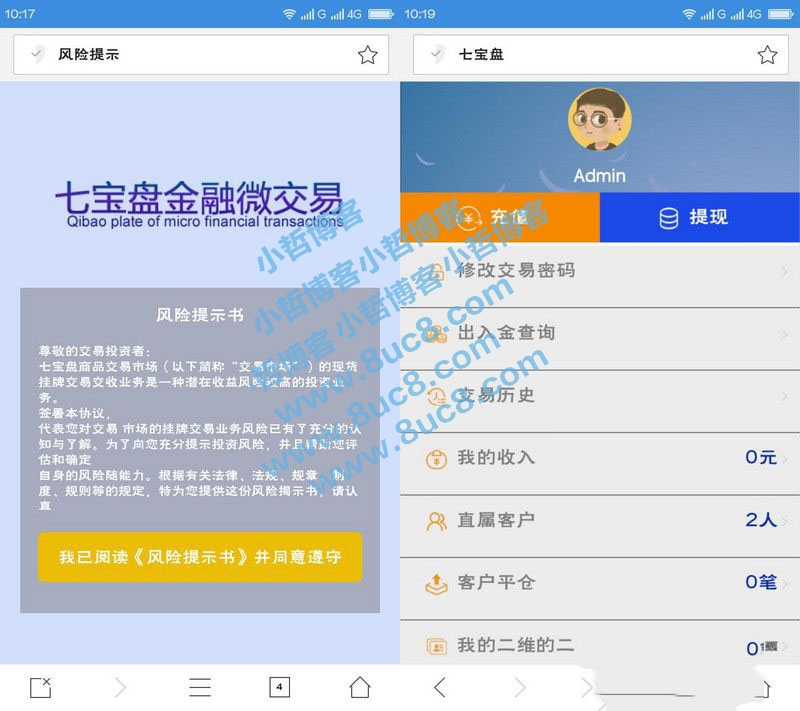 10:17
G
4G
风险提示
七宝盘金融微交易
Qibao plate of micro financial transactions
风险提示书
尊敬的交易投资者：
七宝盘商品交易市场（以下简称“交易市场”）的现货
挂牌交易交收业务是一种潜在收益风险较高的投资业
务。
签署本协议，
代表您对交易 市场的挂牌交易业务风险已有了充分的认
知与了解。为了向您充分提示投资风险，并且帮助您评
估和确定
自身的风险随能力。根据有关法律、法规、规章、制
度、规则等的规定，特为您提供这份风险揭示书，请认
真
我已阅读《风险提示书》并同意遵守
4
10:19
G
4G
七宝盘
Admin
充值
提现
修改交易密码
出入金查询
交易历史
我的收入
0元
直属客户
2人
客户平仓
0笔
我的二维的二
0
小哲博客小哲博客
小哲博客小哲博客
www.8uc8.com
www.8uc8.com